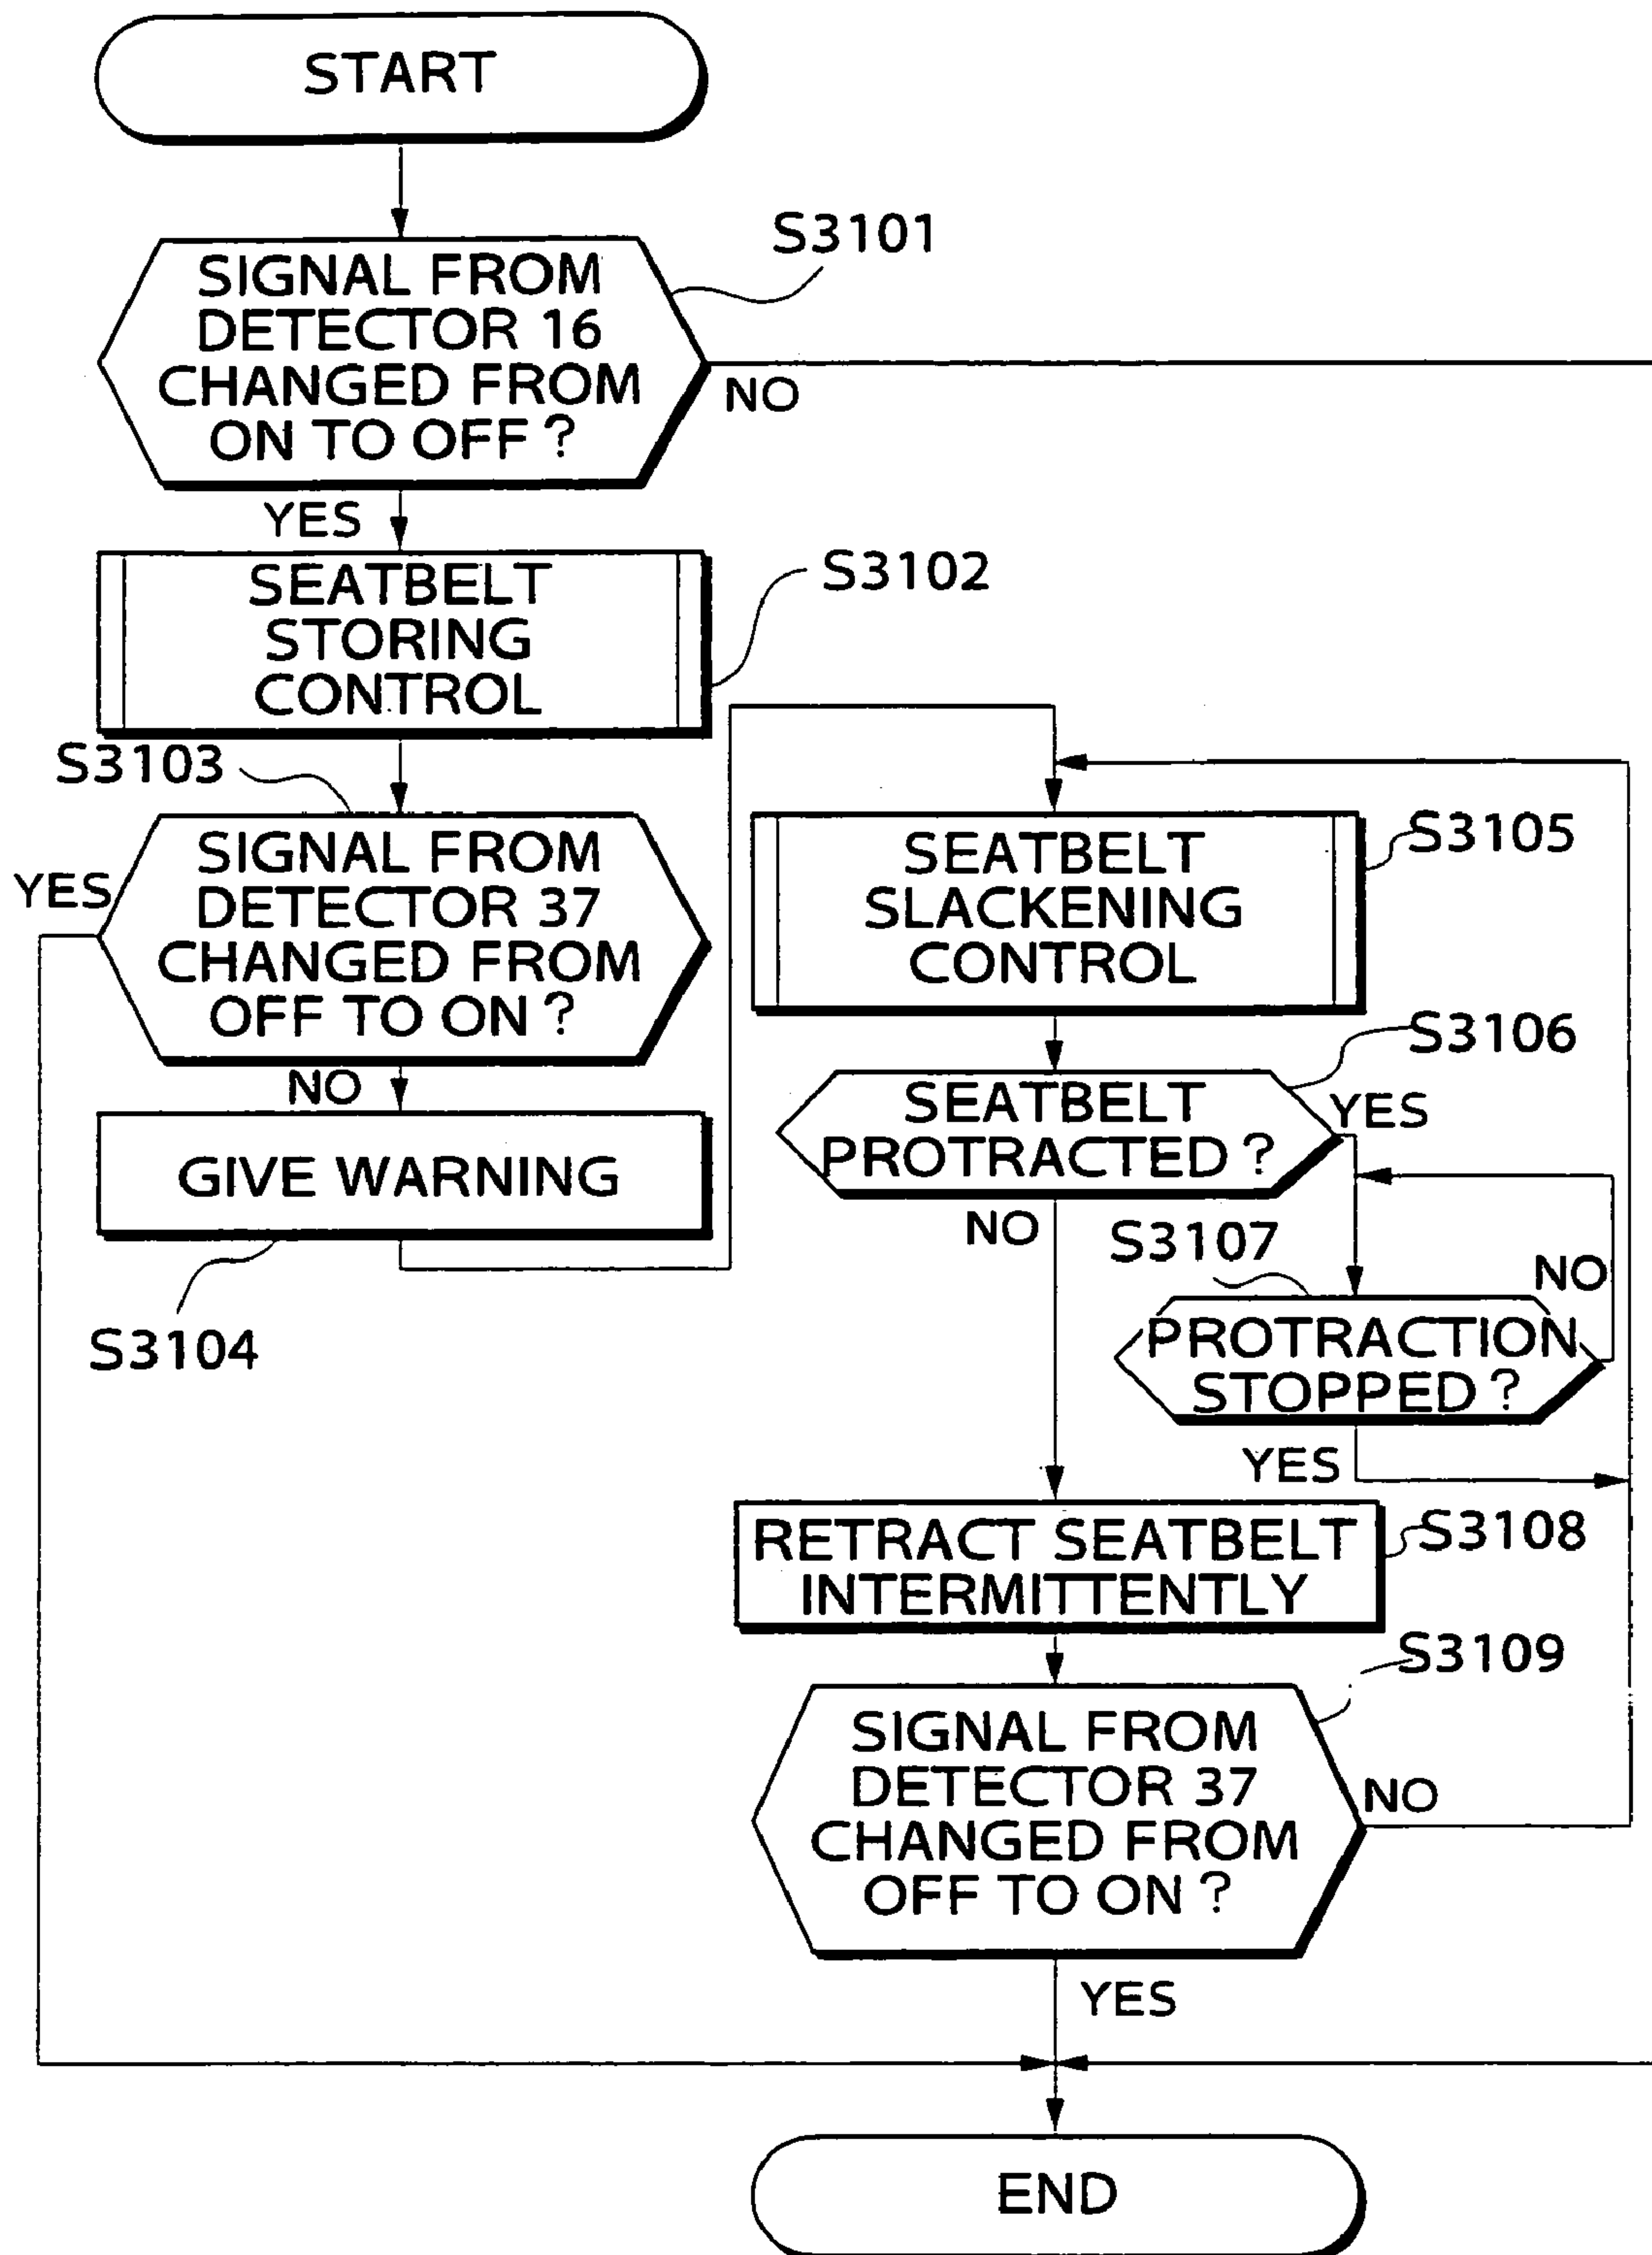 START
S3101
SIGNAL FROM
DETECTOR 16
CHANGED FROM
ON TO OFF ?
NO
YES
S3102
SEATBELT
STORING
CONTROL
S3103
SIGNAL FROM
DETECTOR 37
CHANGED FROM
OFF TO ON ?
YES
NO
GIVE WARNING
S3104
S3105
SEATBELT
SLACKENING
CONTROL
S3106
SEATBELT
PROTRACTED ?
YES
NO
S3107
NO
PROTRACTION
STOPPED ?
YES
RETRACT SEATBELT
INTERMITTENTLY
S3108
S3109
SIGNAL FROM
DETECTOR 37
CHANGED FROM
OFF TO ON ?
NO
YES
END